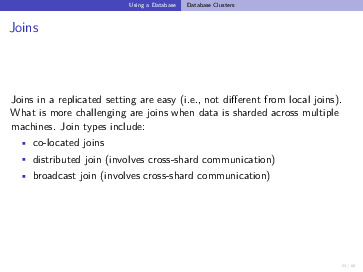 Using a Database Database Clusters
Joins
Joins in a replicated setting are easy (i.e., not different from local joins).
What is more challenging are joins when data is sharded across multiple
machines. Join types include:
co-located joins
distributed join (involves cross-shard communication)
broadcast join (involves cross-shard communication)